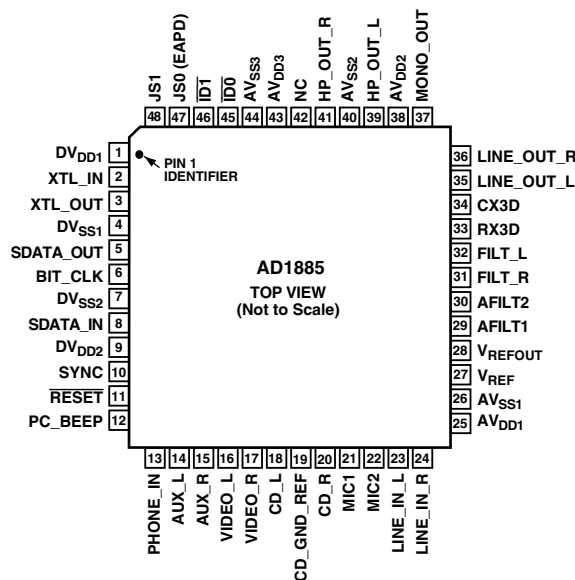 JS1
JS0 (EAPD)
ID1
ID0
AVSS3
AVDD3
NC
HP_OUT_R
AVSS2
HP_OUT_L
AVDD2
MONO_OUT
48 47 46 45 44 43 42 41 40 39 38 37
DVDD1 1
XTL_IN 2
XTL_OUT 3
DVSS1 4
SDATA_OUT 5
BIT_CLK 6
DVSS2 7
SDATA_IN 8
DVDD2 9
SYNC 10
RESET 11
PC_BEEP 12
PIN 1
IDENTIFIER
AD1885
TOP VIEW
(Not to Scale)
36 LINE_OUT_R
35 LINE_OUT_L
34 CX3D
33 RX3D
32 FILT_L
31 FILT_R
30 AFILT2
29 AFILT1
28 VREFOUT
27 VREF
26 AVSS1
25 AVDD1
13 14 15 16 17 18 19 20 21 22 23 24
PHONE_IN
AUX_L
AUX_R
VIDEO_L
VIDEO_R
CD_L
CD_GND_REF
CD_R
MIC1
MIC2
LINE_IN_L
LINE_IN_R